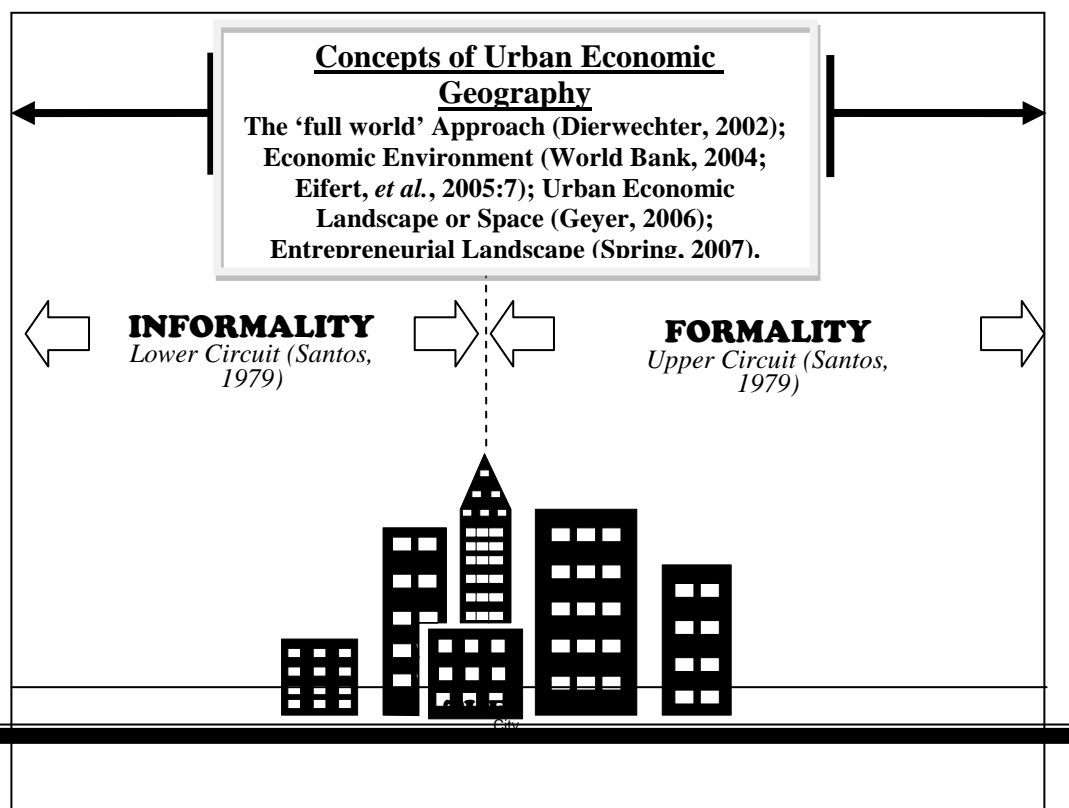 Concepts of Urban Economic
Geography
The ‘full world’ Approach (Dierwechter, 2002);
Economic Environment (World Bank, 2004;
Eifert, et al., 2005:7); Urban Economic
Landscape or Space (Geyer, 2006);
Entrepreneurial Landscape (Spring, 2007).
INFORMALITY
Lower Circuit (Santos,
1979)
FORMALITY
Upper Circuit (Santos,
1979)
City